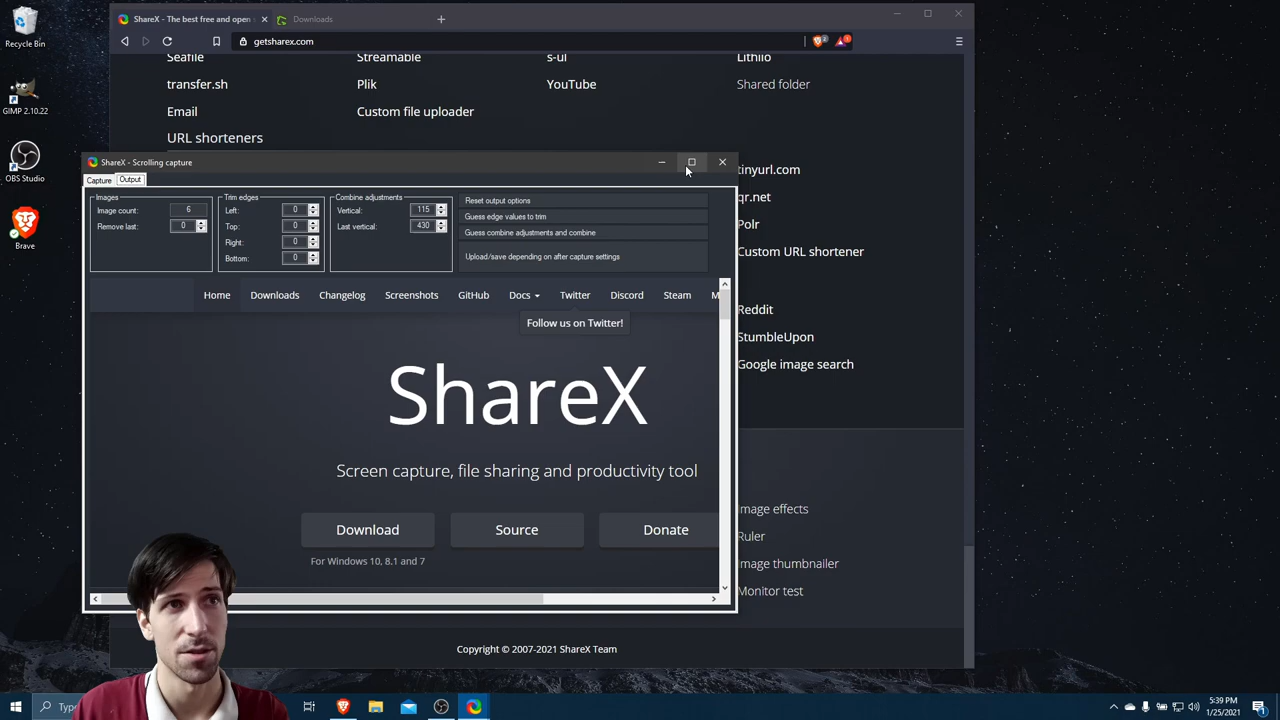 ShareX - The best free and open
Downloads
getsharex.com
Recycle Bin
GIMP 2.10.22
OBS Studio
Brave
Seafile
Streamable
s-ul
Lithiio
transfer.sh
Plik
YouTube
Shared folder
Email
Custom file uploader
URL shorteners
tinyurl.com
qr.net
Polr
Custom URL shortener
Reddit
StumbleUpon
Google image search
Image effects
Ruler
Image thumbnailer
Monitor test
Copyright © 2007-2021 ShareX Team
ShareX - Scrolling capture
Capture
Output
Images
Image count: 6
Remove last: 0
Trim edges
Left: 0
Top: 0
Right: 0
Bottom: 0
Combine adjustments
Vertical: 115
Last vertical: 430
Reset output options
Guess edge values to trim
Guess combine adjustments and combine
Upload/save depending on after capture settings
Home Downloads Changelog Screenshots GitHub Docs Twitter Discord Steam M
Follow us on Twitter!
ShareX
Screen capture, file sharing and productivity tool
Download
Source
Donate
For Windows 10, 8.1 and 7
Typ
5:39 PM
1/25/2021